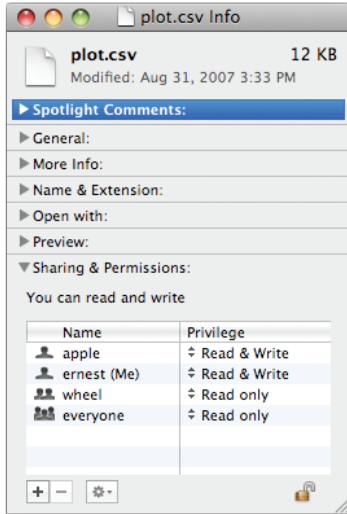 plot.csv Info
plot.csv 12 KB
Modified: Aug 31, 2007 3:33 PM
Spotlight Comments:
General:
More Info:
Name & Extension:
Open with:
Preview:
Sharing & Permissions:
You can read and write
Name Privilege
apple Read & Write
ernest (Me) Read & Write
wheel Read only
everyone Read only